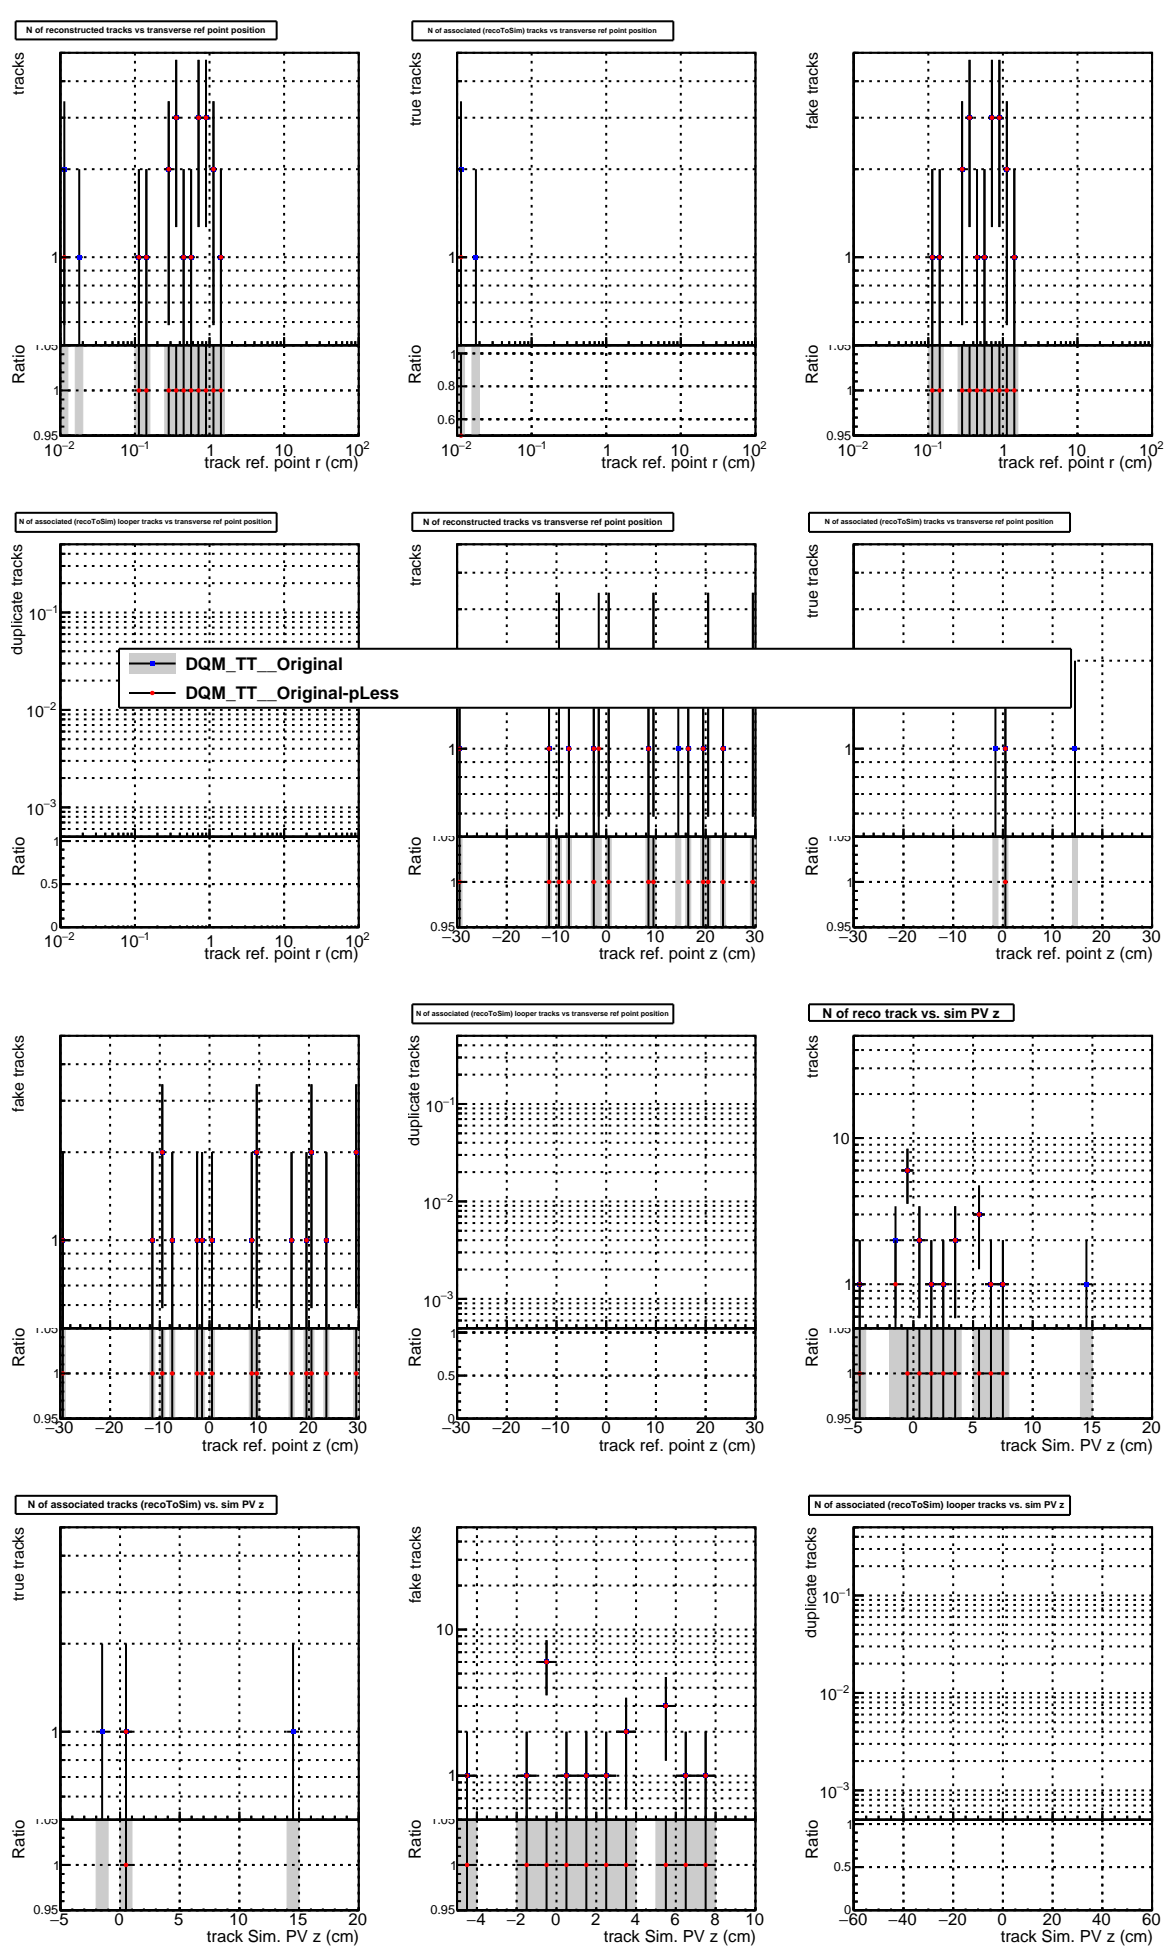 N of reconstructed tracks vs transverse ref point position
tracks
1
Ratio
1.05
1
0.95
10−2 10−1 1 10 102
track ref. point r (cm)
N of associated (recoToSim) tracks vs transverse ref point position
true tracks
1
Ratio
1
0.8
0.6
10−2 10−1 1 10 102
track ref. point r (cm)
fake tracks
1
Ratio
1.05
1
0.95
10−2 10−1 1 10 102
track ref. point r (cm)
N of associated (recoToSim) looper tracks vs transverse ref point position
duplicate tracks
10−1
10−2
10−3
Ratio
1
0.5
0
10−2 10−1 1 10 102
track ref. point r (cm)
N of reconstructed tracks vs transverse ref point position
tracks
1
Ratio
1.05
1
0.95
−30 −20 −10 0 10 20 30
track ref. point z (cm)
N of associated (recoToSim) tracks vs transverse ref point position
true tracks
1
Ratio
1.05
1
0.95
−30 −20 −10 0 10 20 30
track ref. point z (cm)
DQM_TT__Original
DQM_TT__Original-pLess
fake tracks
1
Ratio
1.05
1
0.95
−30 −20 −10 0 10 20 30
track ref. point z (cm)
N of associated (recoToSim) looper tracks vs transverse ref point position
duplicate tracks
10−1
10−2
10−3
Ratio
1
0.5
0
−30 −20 −10 0 10 20 30
track ref. point z (cm)
N of reco track vs. sim PV z
tracks
10
1
Ratio
1.05
1
0.95
−5 0 5 10 15 20
track Sim. PV z (cm)
N of associated tracks (recoToSim) vs. sim PV z
true tracks
1
Ratio
1.05
1
0.95
−5 0 5 10 15 20
track Sim. PV z (cm)
fake tracks
10
1
Ratio
1.05
1
0.95
−4 −2 0 2 4 6 8 10
track Sim. PV z (cm)
N of associated (recoToSim) looper tracks vs. sim PV z
duplicate tracks
10−1
10−2
10−3
Ratio
1
0.5
0
−60 −40 −20 0 20 40 60
track Sim. PV z (cm)